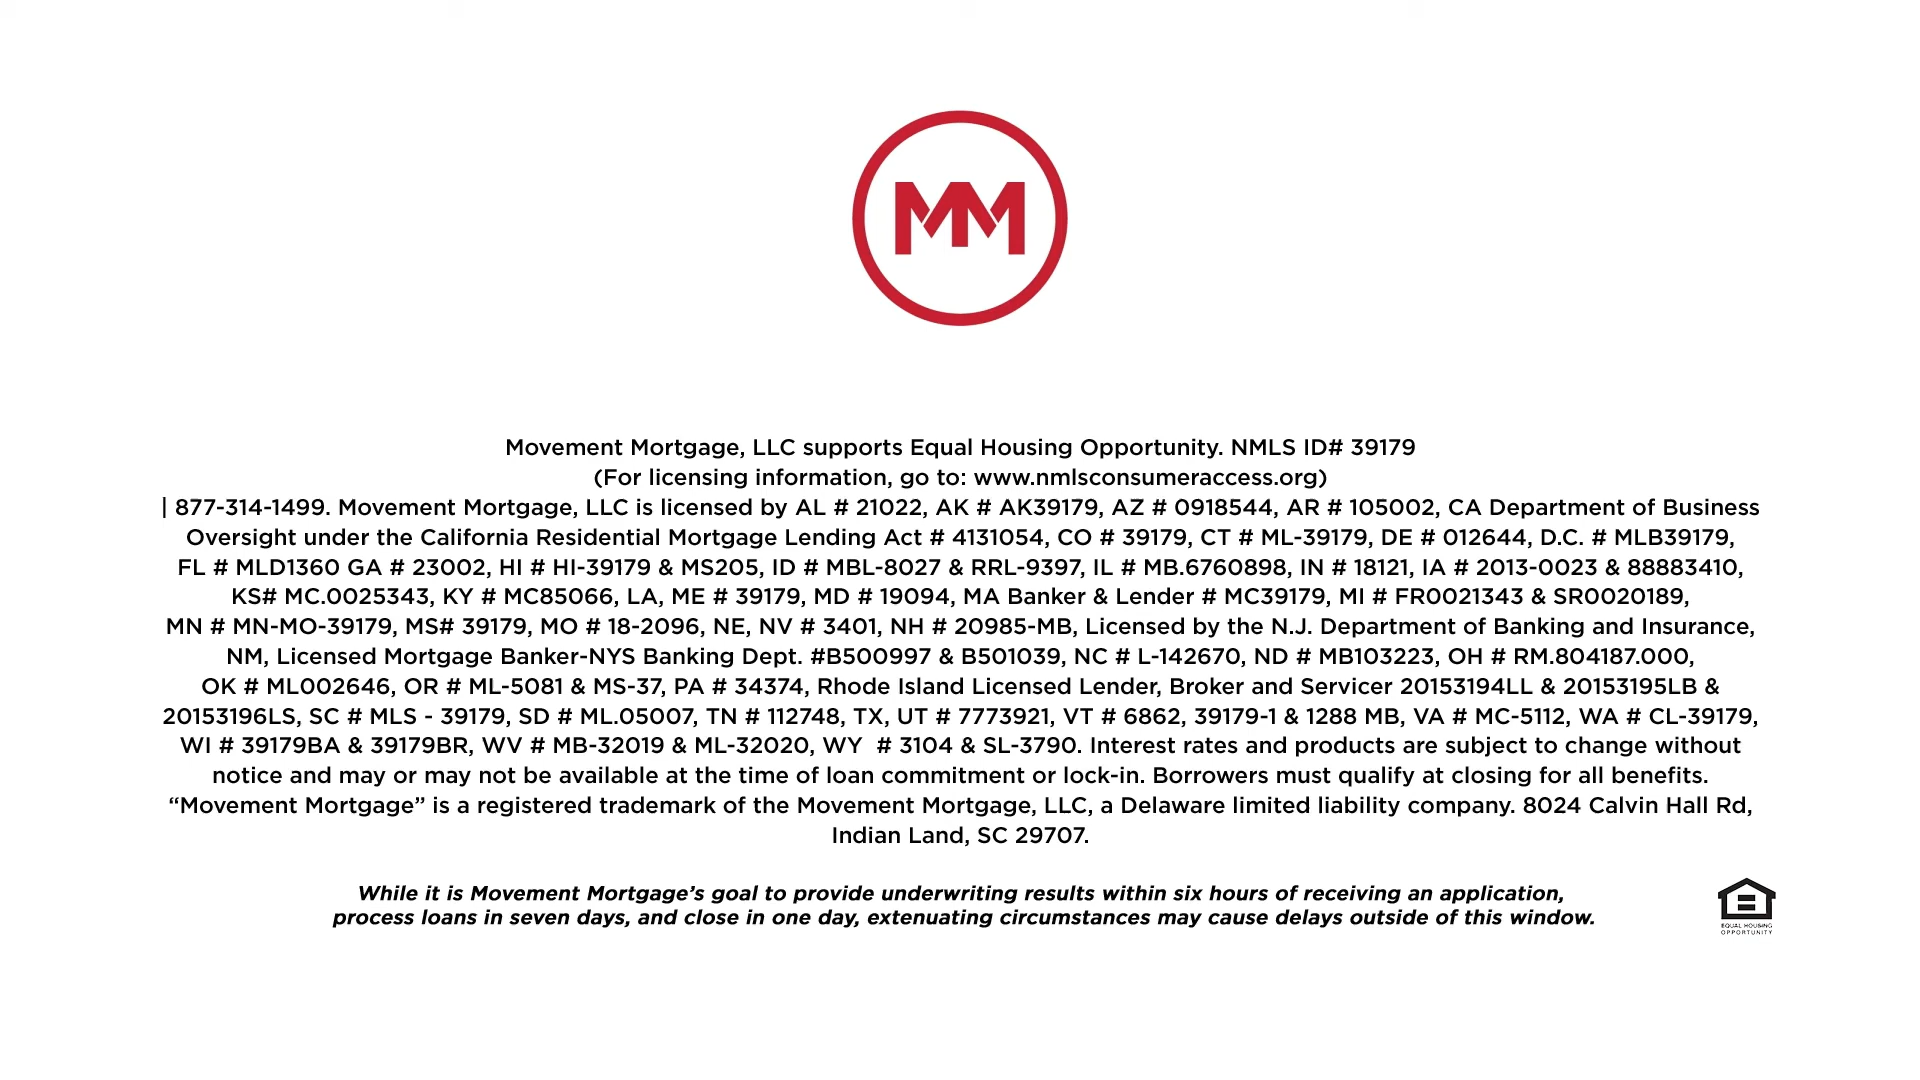 MM
Movement Mortgage, LLC supports Equal Housing Opportunity. NMLS ID# 39179
(For licensing information, go to: www.nmlsconsumeraccess.org)
| 877-314-1499. Movement Mortgage, LLC is licensed by AL # 21022, AK # AK39179, AZ # 0918544, AR # 105002, CA Department of Business
Oversight under the California Residential Mortgage Lending Act # 4131054, CO # 39179, CT # ML-39179, DE # 012644, D.C. # MLB39179,
FL # MLD1360 GA # 23002, HI # HI-39179 & MS205, ID # MBL-8027 & RRL-9397, IL # MB.6760898, IN # 18121, IA # 2013-0023 & 88883410,
KS# MC.0025343, KY # MC85066, LA, ME # 39179, MD # 19094, MA Banker & Lender # MC39179, MI # FR0021343 & SR0020189,
MN # MN-MO-39179, MS# 39179, MO # 18-2096, NE, NV # 3401, NH # 20985-MB, Licensed by the N.J. Department of Banking and Insurance,
NM, Licensed Mortgage Banker-NYS Banking Dept. #B500997 & B501039, NC # L-142670, ND # MB103223, OH # RM.804187.000,
OK # ML002646, OR # ML-5081 & MS-37, PA # 34374, Rhode Island Licensed Lender, Broker and Servicer 20153194LL & 20153195LB &
20153196LS, SC # MLS - 39179, SD # ML.05007, TN # 112748, TX, UT # 7773921, VT # 6862, 39179-1 & 1288 MB, VA # MC-5112, WA # CL-39179,
WI # 39179BA & 39179BR, WV # MB-32019 & ML-32020, WY  # 3104 & SL-3790. Interest rates and products are subject to change without
notice and may or may not be available at the time of loan commitment or lock-in. Borrowers must qualify at closing for all benefits.
“Movement Mortgage” is a registered trademark of the Movement Mortgage, LLC, a Delaware limited liability company. 8024 Calvin Hall Rd,
Indian Land, SC 29707.
While it is Movement Mortgage’s goal to provide underwriting results within six hours of receiving an application,
process loans in seven days, and close in one day, extenuating circumstances may cause delays outside of this window.
EQUAL HOUSING
OPPORTUNITY